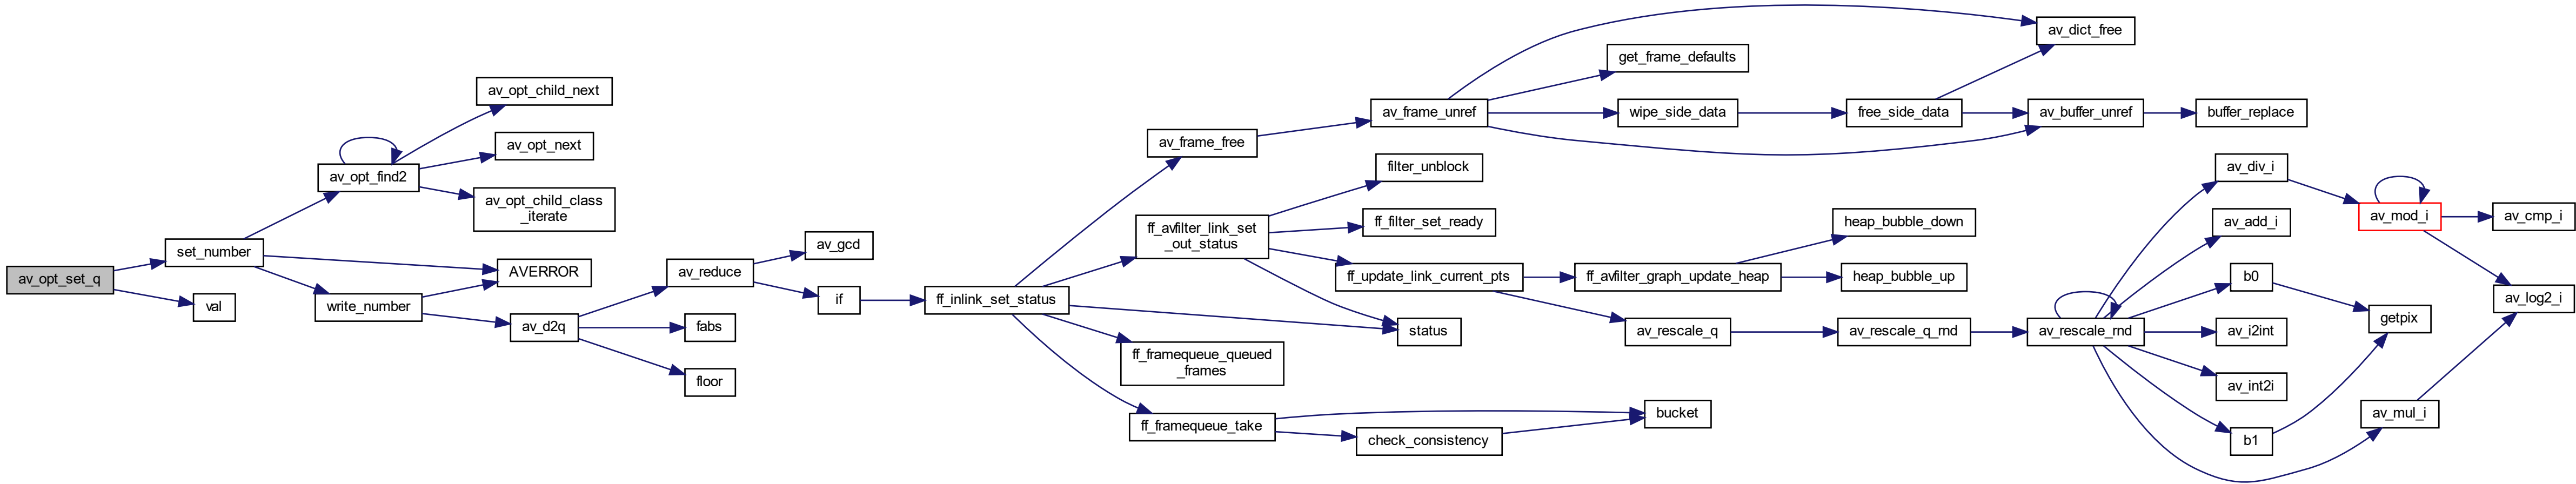 av_opt_set_q
set_number
val
av_opt_find2
write_number
av_opt_child_next
av_opt_next
av_opt_child_class
_iterate
AVERROR
av_d2q
av_reduce
fabs
floor
av_gcd
if
ff_inlink_set_status
av_frame_free
ff_avfilter_link_set
_out_status
ff_framequeue_queued
_frames
ff_framequeue_take
av_frame_unref
filter_unblock
ff_filter_set_ready
ff_update_link_current_pts
status
check_consistency
get_frame_defaults
wipe_side_data
ff_avfilter_graph_update_heap
av_rescale_q
bucket
free_side_data
heap_bubble_down
heap_bubble_up
av_rescale_q_rnd
av_dict_free
av_buffer_unref
av_rescale_rnd
buffer_replace
av_div_i
av_add_i
b0
av_i2int
av_int2i
b1
av_mod_i
getpix
av_mul_i
av_cmp_i
av_log2_i